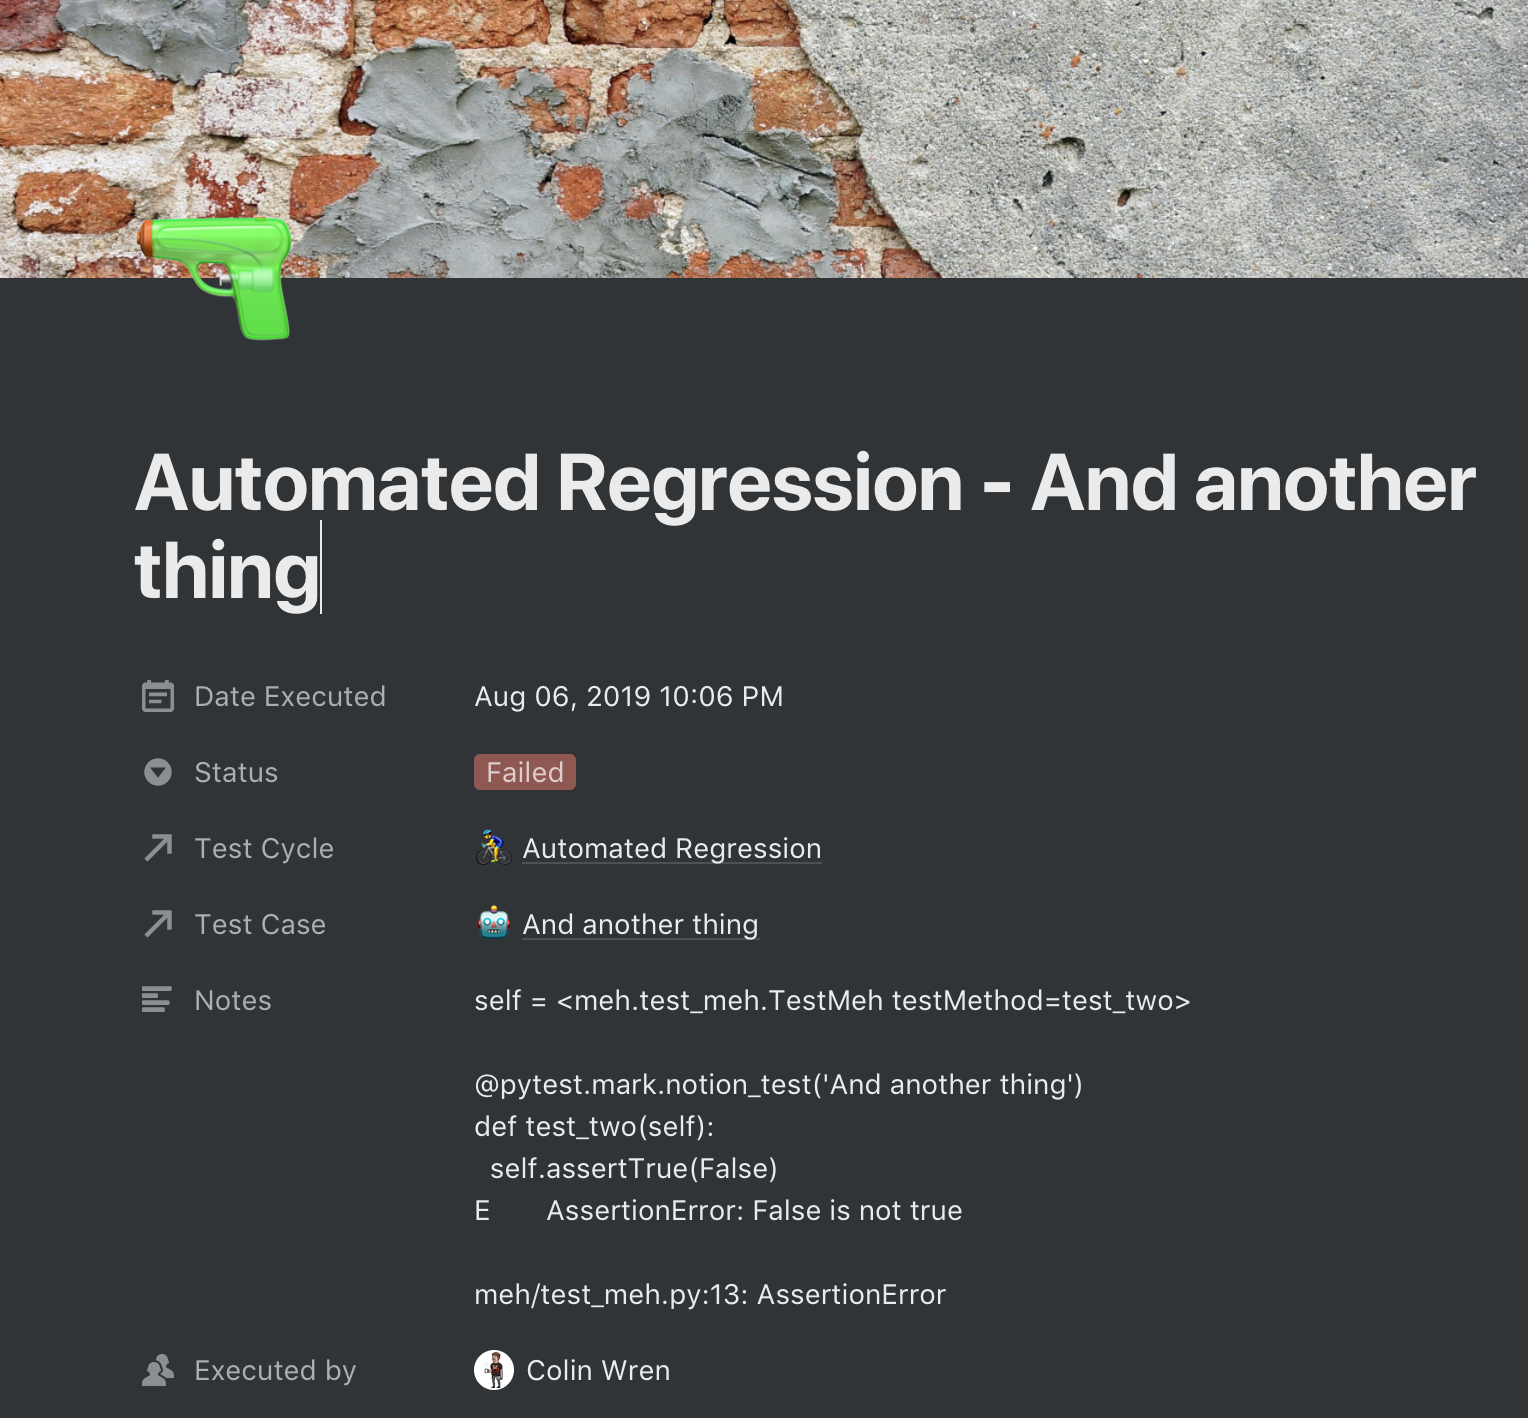 Automated Regression - And another
thing
Date Executed
Aug 06, 2019 10:06 PM
Status
Failed
Test Cycle
Automated Regression
Test Case
And another thing
Notes
self = <meh.test_meh.TestMeh testMethod=test_two>
@pytest.mark.notion_test('And another thing')
def test_two(self):
  self.assertTrue(False)
E       AssertionError: False is not true
meh/test_meh.py:13: AssertionError
Executed by
Colin Wren